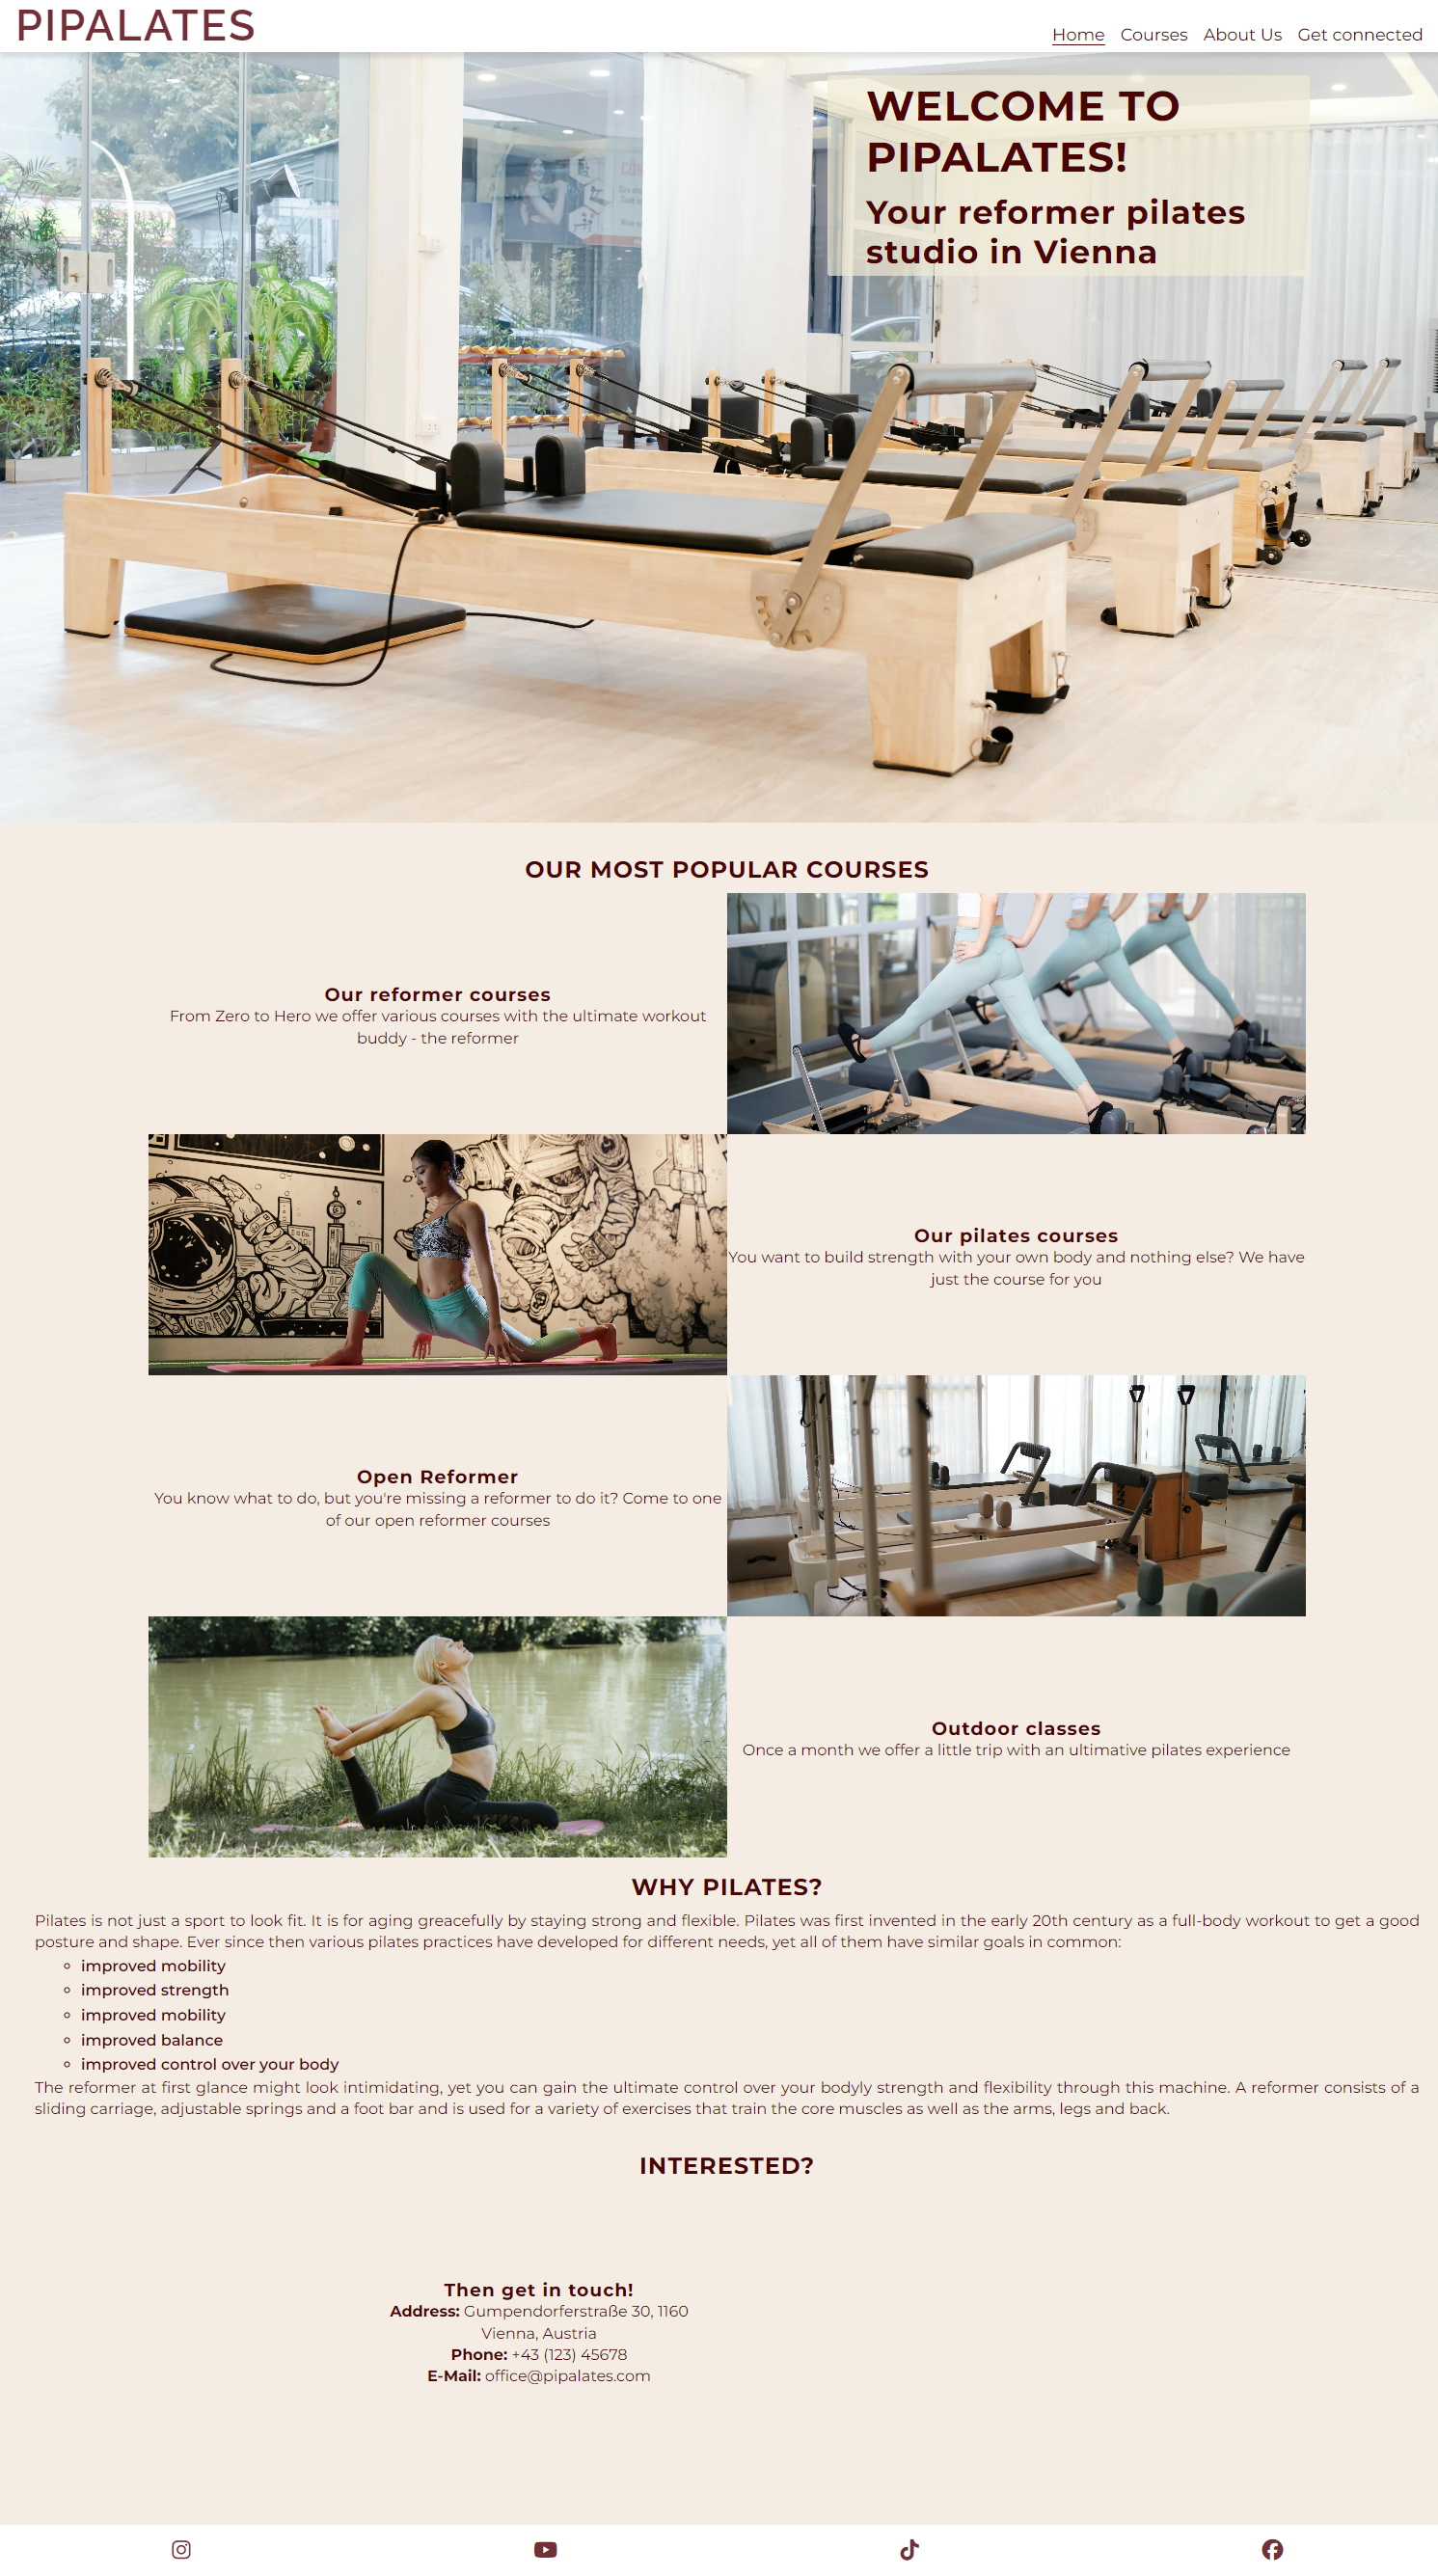 PIPALATES
Home Courses About Us Get connected
WELCOME TO
PIPALATES!
Your reformer pilates
studio in Vienna
OUR MOST POPULAR COURSES
Our reformer courses
From Zero to Hero we offer various courses with the ultimate workout
buddy - the reformer
Our pilates courses
You want to build strength with your own body and nothing else? We have
just the course for you
Open Reformer
You know what to do, but you're missing a reformer to do it? Come to one
of our open reformer courses
Outdoor classes
Once a month we offer a little trip with an ultimative pilates experience
WHY PILATES?
Pilates is not just a sport to look fit. It is for aging greacefully by staying strong and flexible. Pilates was first invented in the early 20th century as a full-body workout to get a good
posture and shape. Ever since then various pilates practices have developed for different needs, yet all of them have similar goals in common:
improved mobility
improved strength
improved mobility
improved balance
improved control over your body
The reformer at first glance might look intimidating, yet you can gain the ultimate control over your bodyly strength and flexibility through this machine. A reformer consists of a
sliding carriage, adjustable springs and a foot bar and is used for a variety of exercises that train the core muscles as well as the arms, legs and back.
INTERESTED?
Then get in touch!
Address: Gumpendorferstraße 30, 1160
Vienna, Austria
Phone: +43 (123) 45678
E-Mail: office@pipalates.com